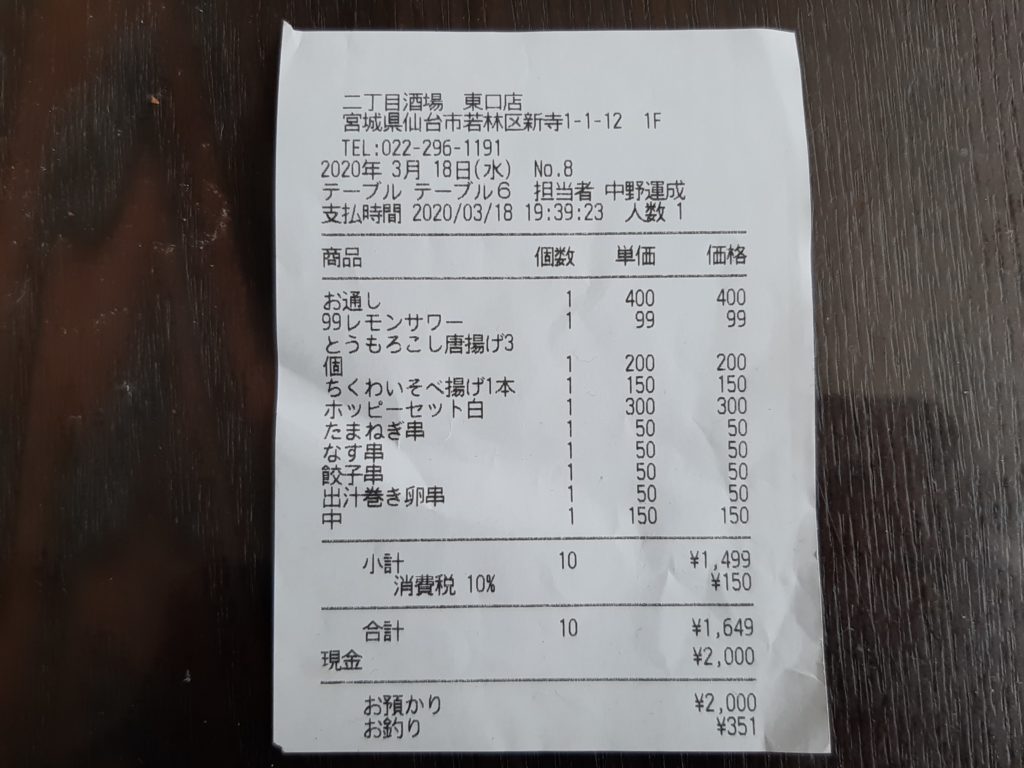 二丁目酒場 東口店
宮城県仙台市若林区新寺1-1-12 1F
TEL:022-296-1191
2020年 3月 18日(水) No.8
テーブル テーブル6 担当者 中野運成
支払時間 2020/03/18 19:39:23 人数 1
商品 個数 単価 価格
お通し 1 400 400
99レモンサワー 1 99 99
とうもろこし唐揚げ3
個 1 200 200
ちくわいそべ揚げ1本 1 150 150
ホッピーセット白 1 300 300
たまねぎ串 1 50 50
なす串 1 50 50
餃子串 1 50 50
出汁巻き卵串 1 50 50
中 1 150 150
小計 10 ¥1,499
消費税 10% ¥150
合計 10 ¥1,649
現金 ¥2,000
お預かり ¥2,000
お釣り ¥351